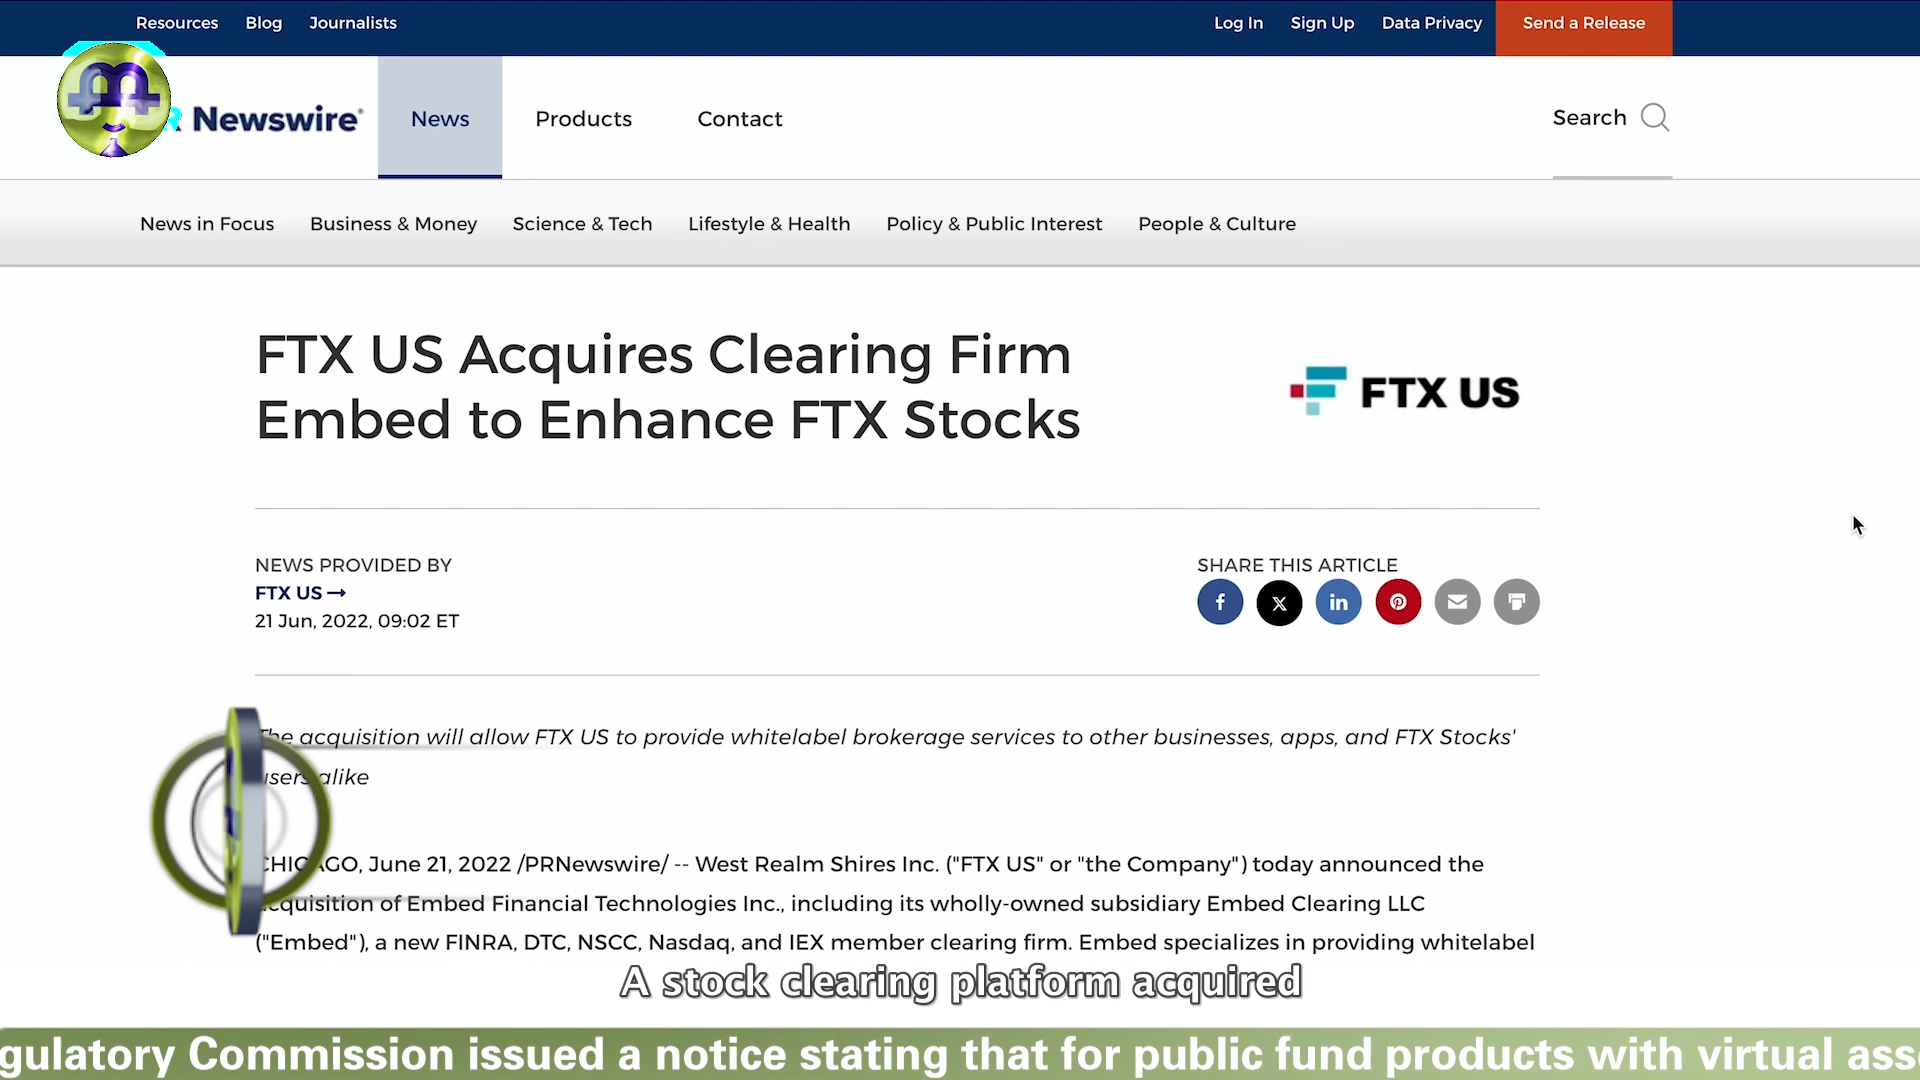 Resources Blog Journalists Log In Sign Up Data Privacy Send a Release
Newswire News Products Contact Search
News in Focus Business & Money Science & Tech Lifestyle & Health Policy & Public Interest People & Culture
FTX US Acquires Clearing Firm
Embed to Enhance FTX Stocks
FTX US
NEWS PROVIDED BY
FTX US →
21 Jun, 2022, 09:02 ET
SHARE THIS ARTICLE
The acquisition will allow FTX US to provide whitelabel brokerage services to other businesses, apps, and FTX Stocks'
users alike
CHICAGO, June 21, 2022 /PRNewswire/ -- West Realm Shires Inc. ("FTX US" or "the Company") today announced the
acquisition of Embed Financial Technologies Inc., including its wholly-owned subsidiary Embed Clearing LLC
("Embed"), a new FINRA, DTC, NSCC, Nasdaq, and IEX member clearing firm. Embed specializes in providing whitelabel
A stock clearing platform acquired
gulatory Commission issued a notice stating that for public fund products with virtual ass